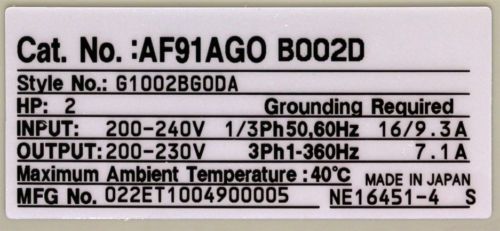 Cat. No. :AF91AGO B002D
Style No.: G1002BGODA
HP: 2 Grounding Required
INPUT: 200-240V 1/3Ph50,60Hz 16/9.3A
OUTPUT: 200-230V 3Ph1-360Hz 7.1A
Maximum Ambient Temperature :40°C MADE IN JAPAN
MFG No. 022ET1004900005 NE16451-4 S